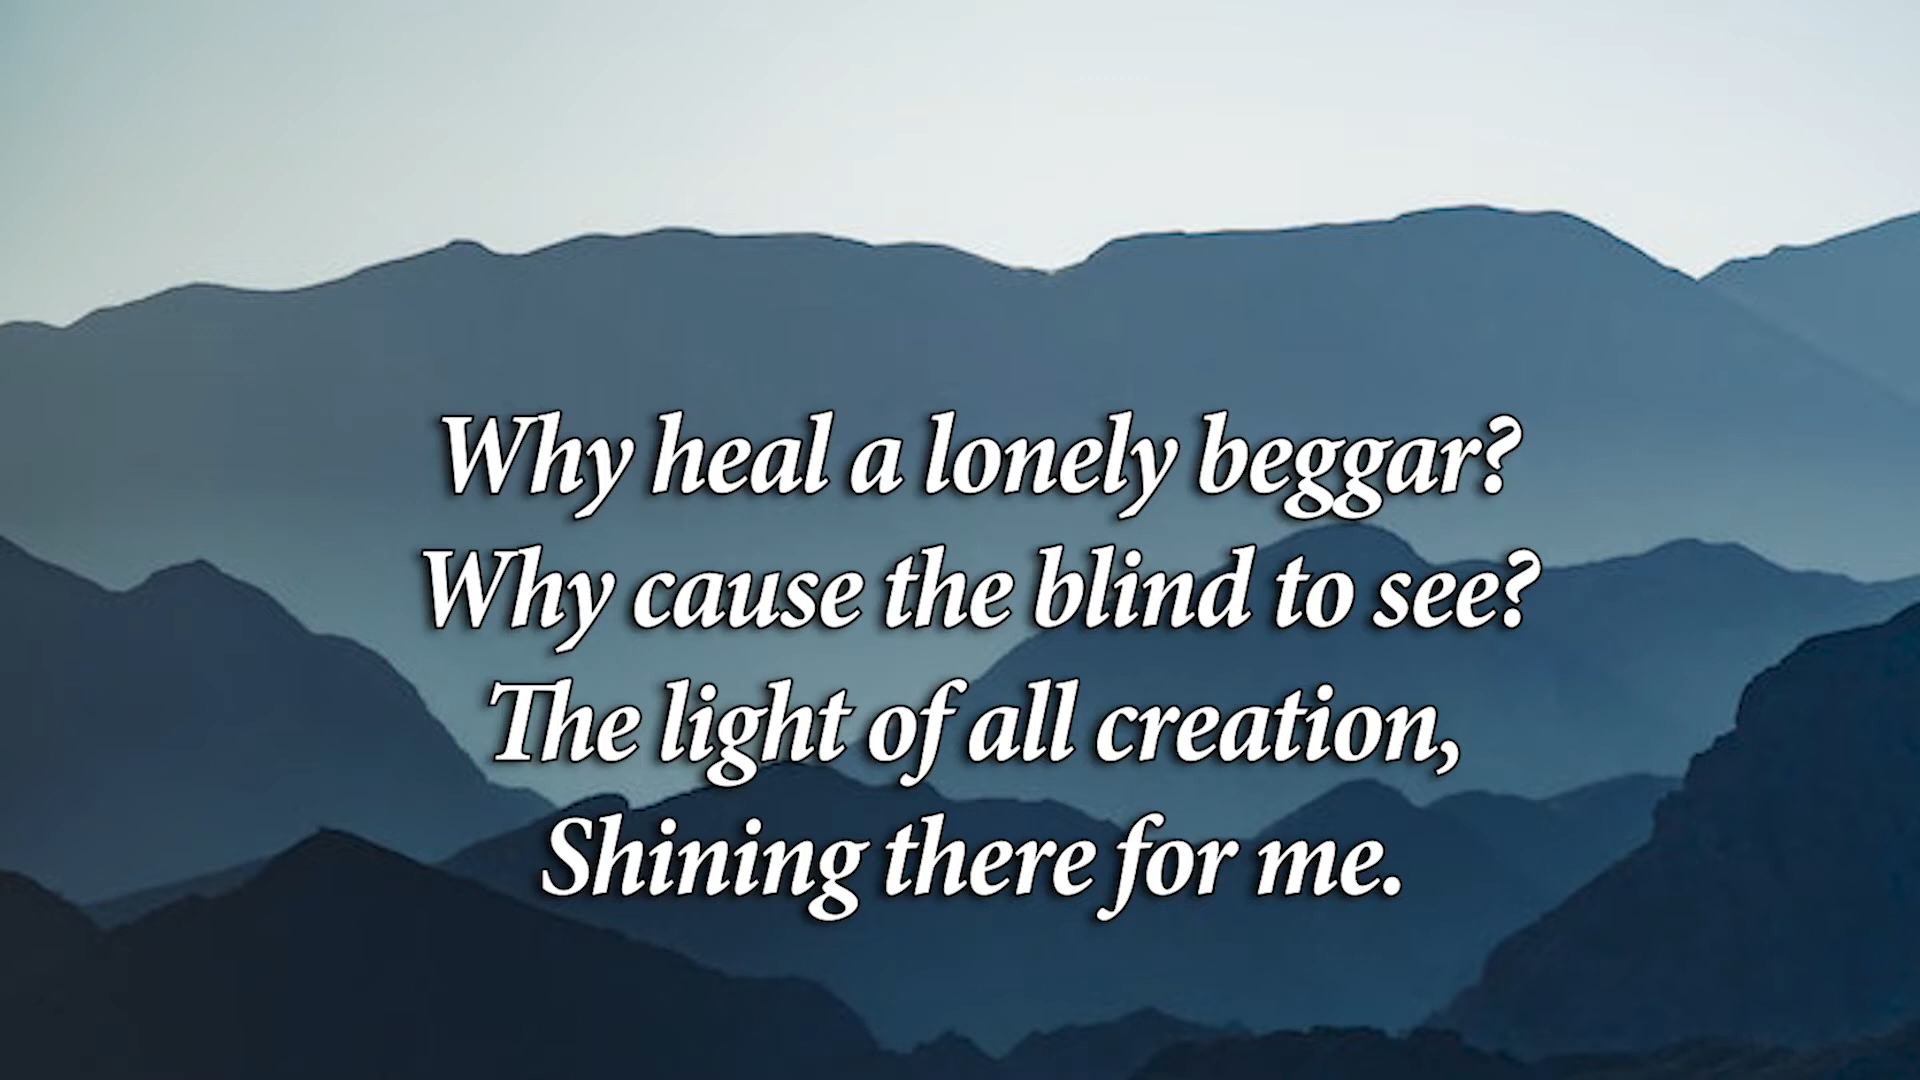 Why heal a lonely beggar?
Why cause the blind to see?
The light of all creation,
Shining there for me.